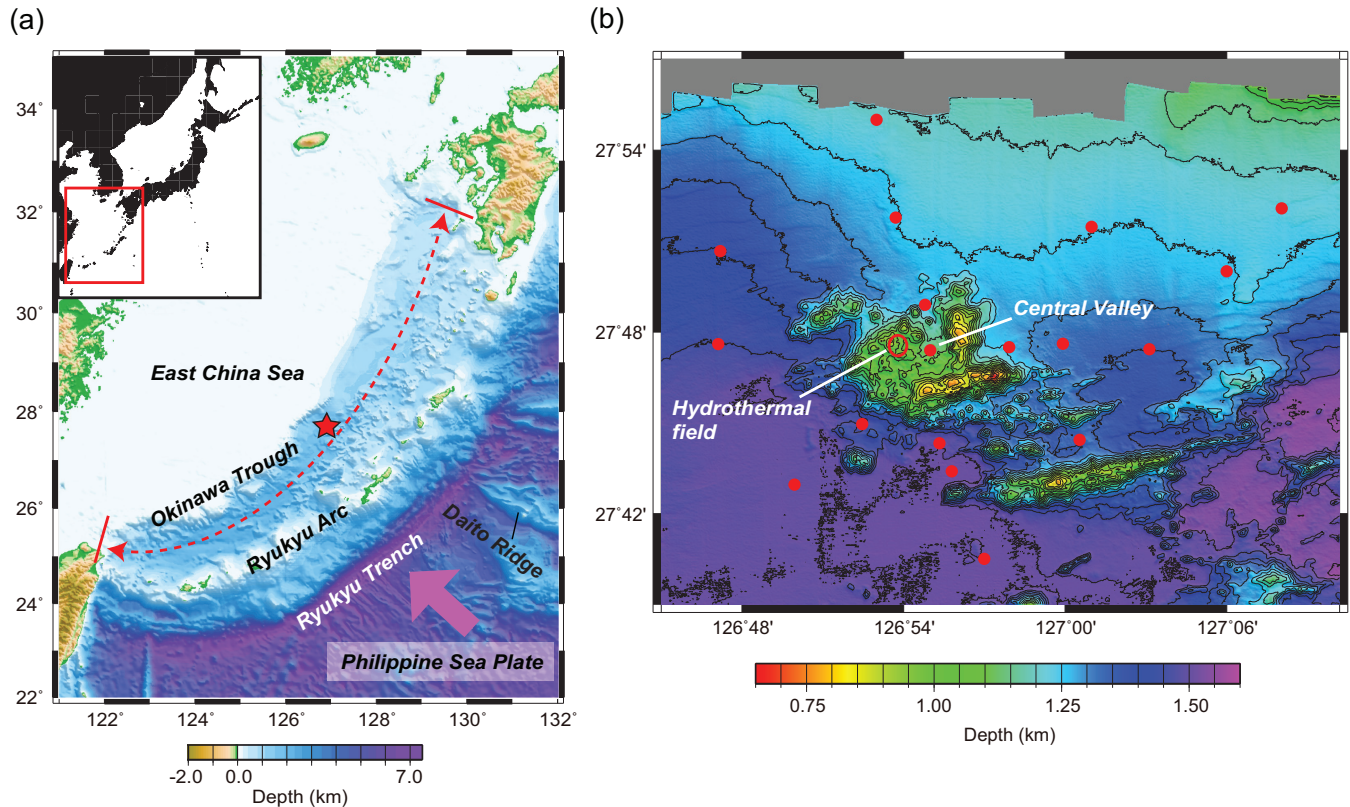 (a)
34°
32°
30°
28°
26°
24°
22°
122°
124°
126°
128°
130°
132°
East China Sea
Okinawa Trough
Ryukyu Arc
Ryukyu Trench
Daito Ridge
Philippine Sea Plate
-2.0
0.0
7.0
Depth (km)
(b)
27°54'
27°48'
27°42'
126°48'
126°54'
127°00'
127°06'
Central Valley
Hydrothermal
field
0.75
1.00
1.25
1.50
Depth (km)